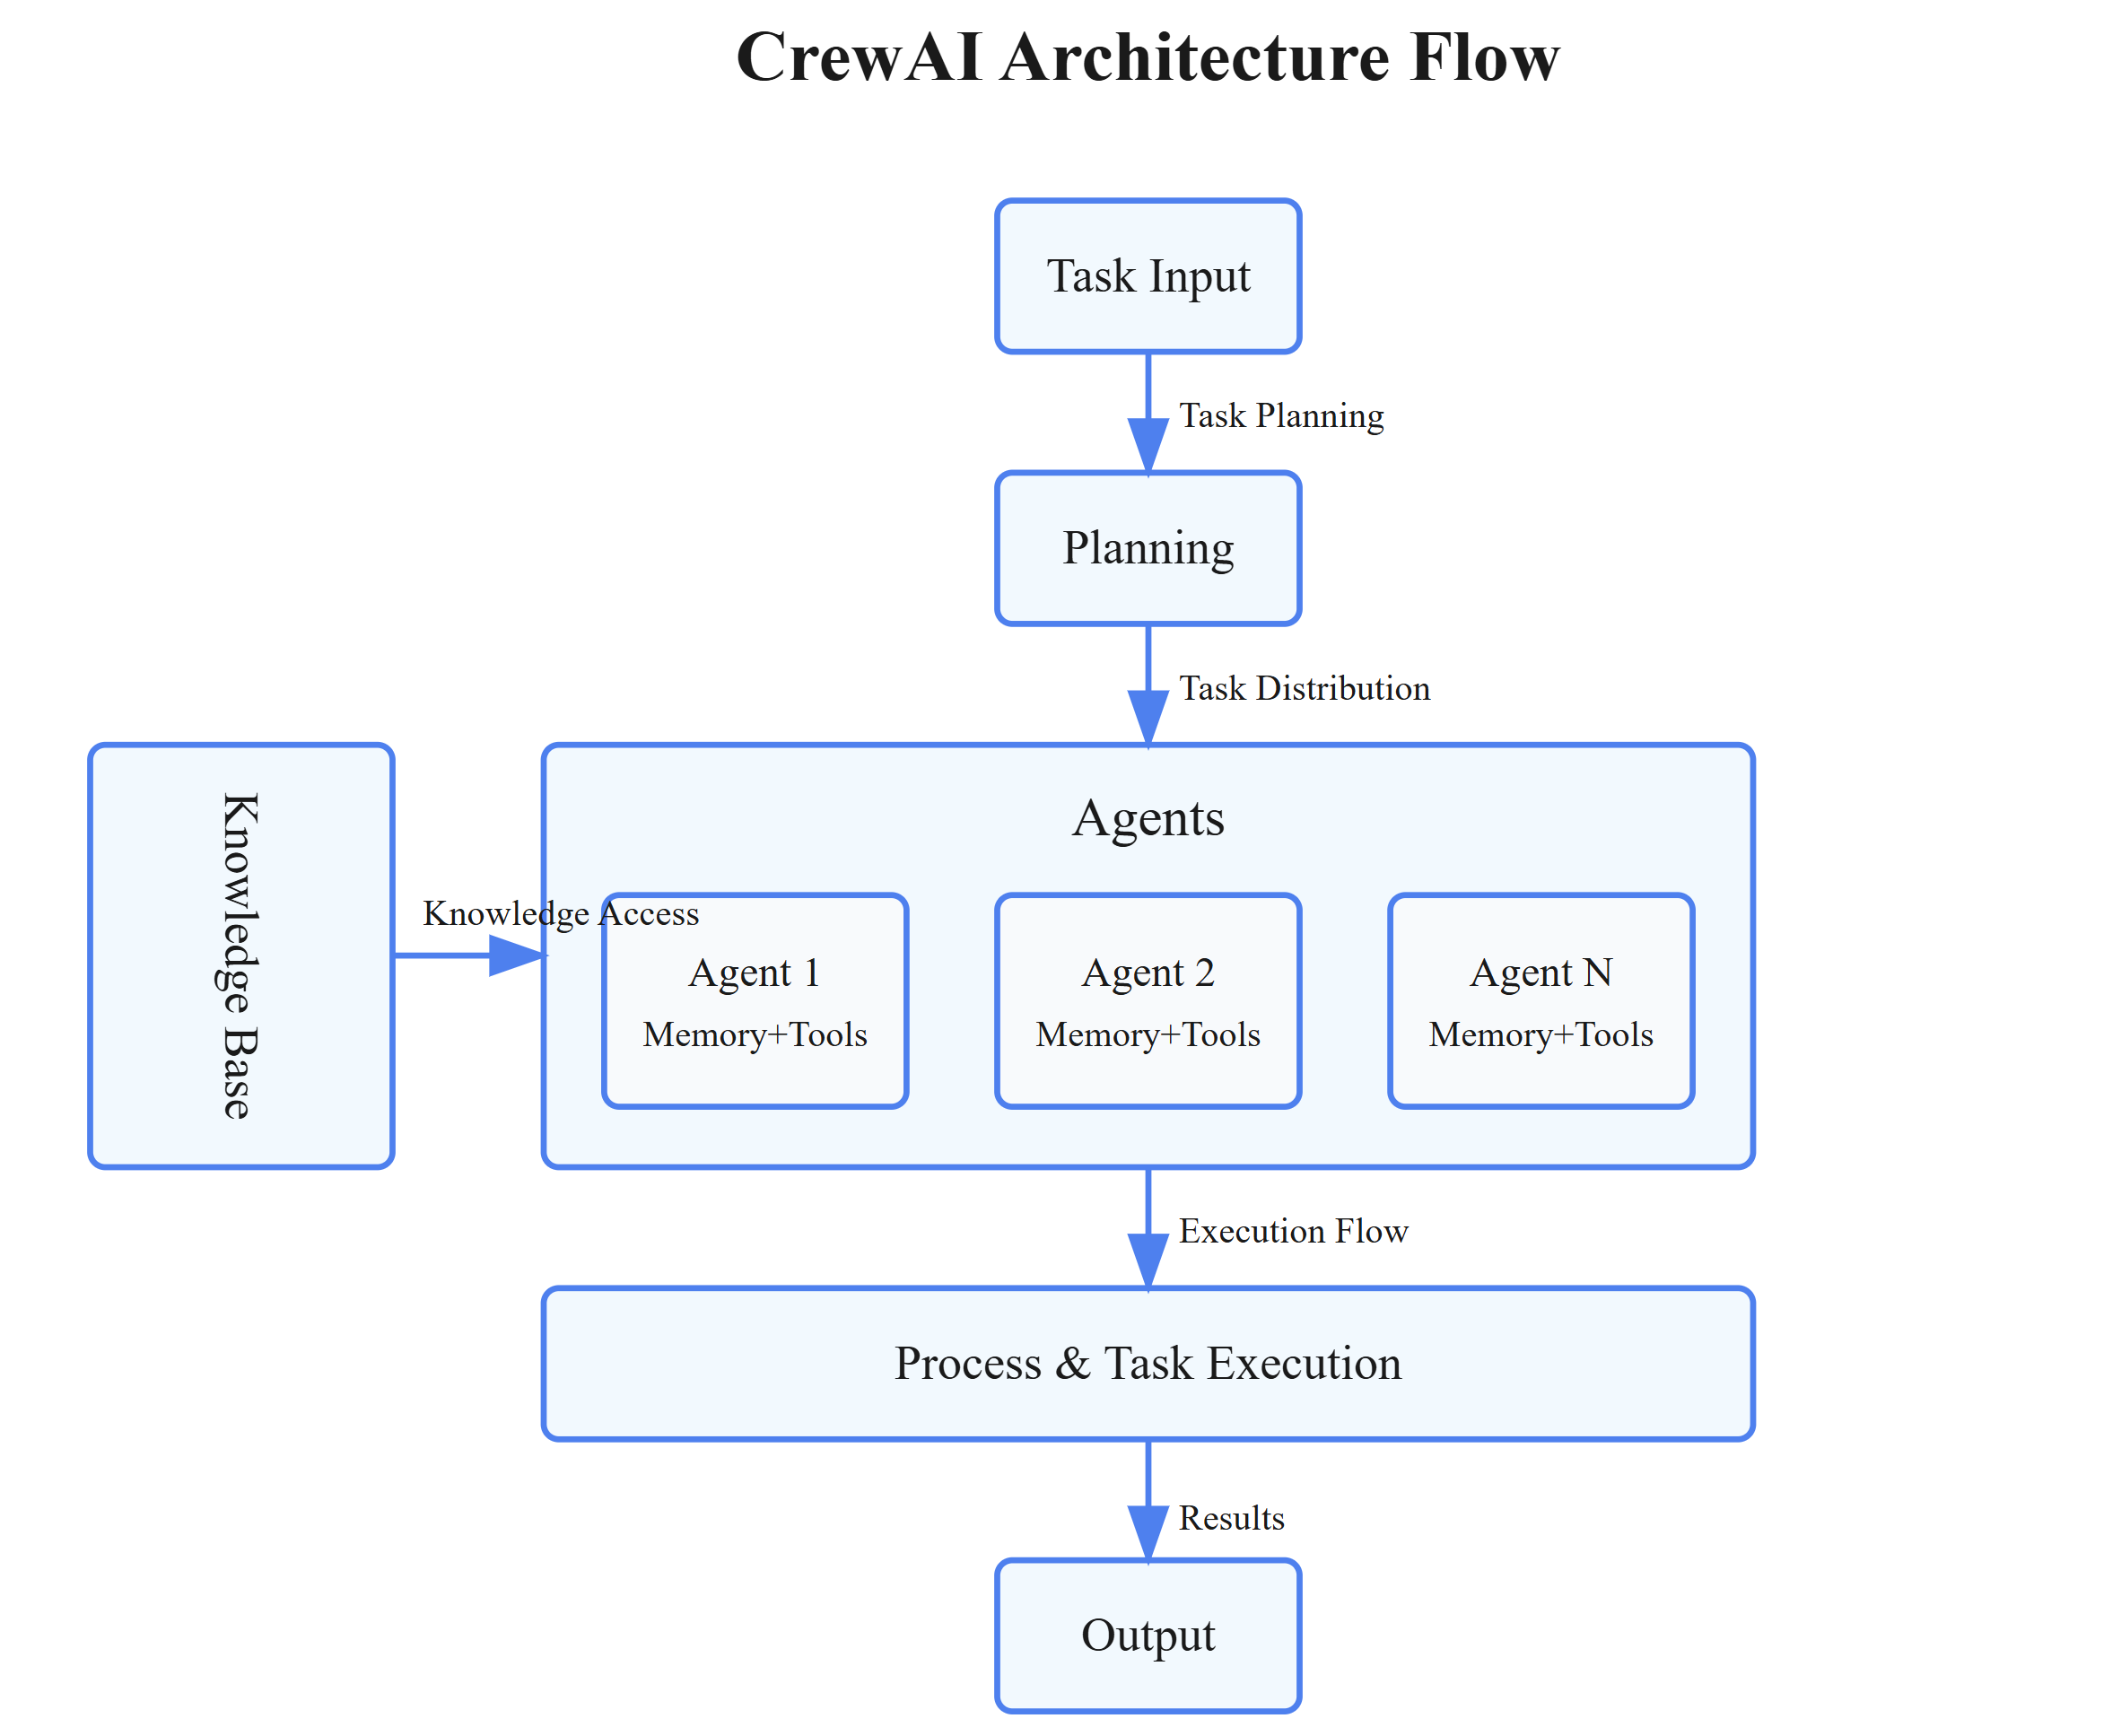 CrewAI Architecture Flow
Task Input
Task Planning
Planning
Task Distribution
Knowledge Base
Knowledge Access
Agents
Agent 1
Memory+Tools
Agent 2
Memory+Tools
Agent N
Memory+Tools
Execution Flow
Process & Task Execution
Results
Output